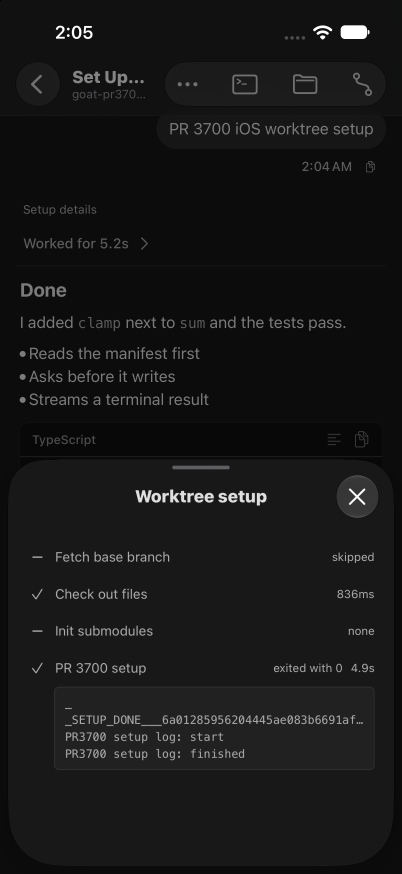 2:05
Set Up...
goat-pr370...
PR 3700 iOS worktree setup
2:04 AM
Setup details
Worked for 5.2s
Done
I added clamp next to sum and the tests pass.
•Reads the manifest first
•Asks before it writes
•Streams a terminal result
TypeScript
Worktree setup
Fetch base branch skipped
Check out files 836ms
Init submodules none
PR 3700 setup exited with 0 4.9s
_
_SETUP_DONE___6a01285956204445ae083b6691af…
PR3700 setup log: start
PR3700 setup log: finished